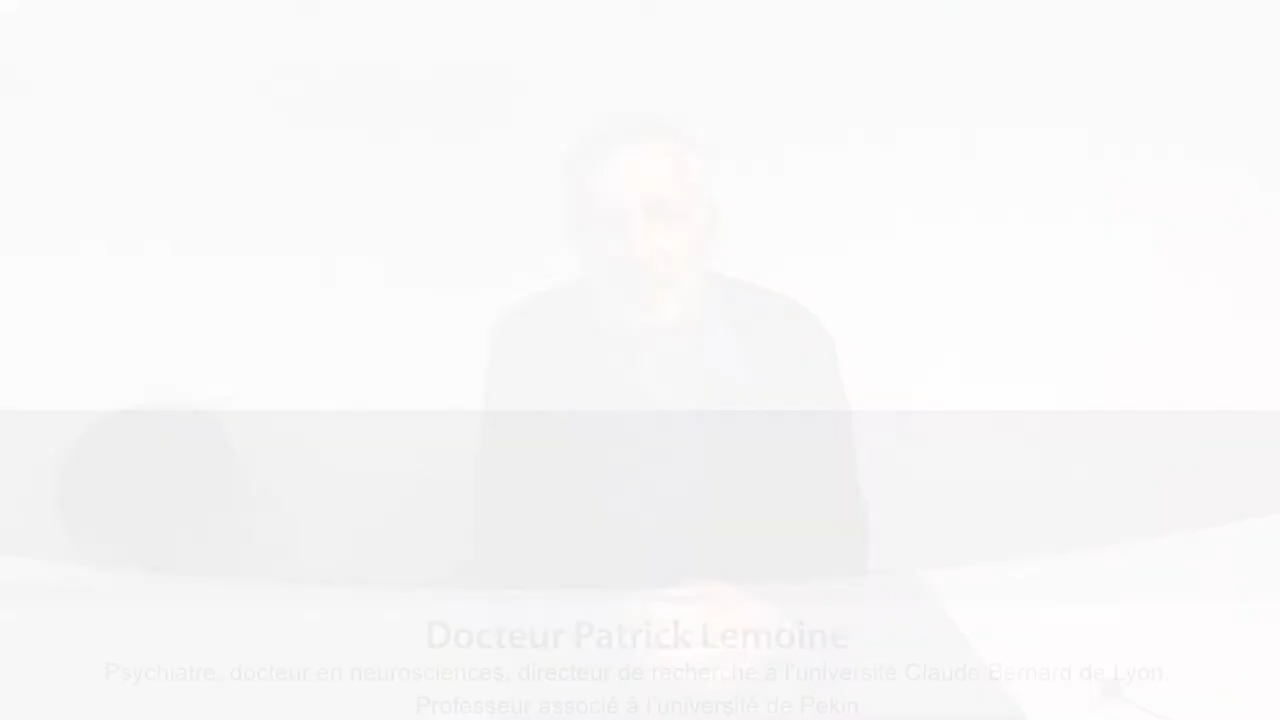 Docteur Patrick Lemoine
Psychiatre, docteur en neurosciences, directeur de recherche à l'université Claude Bernard de Lyon
Professeur associé à l'université de Pekin